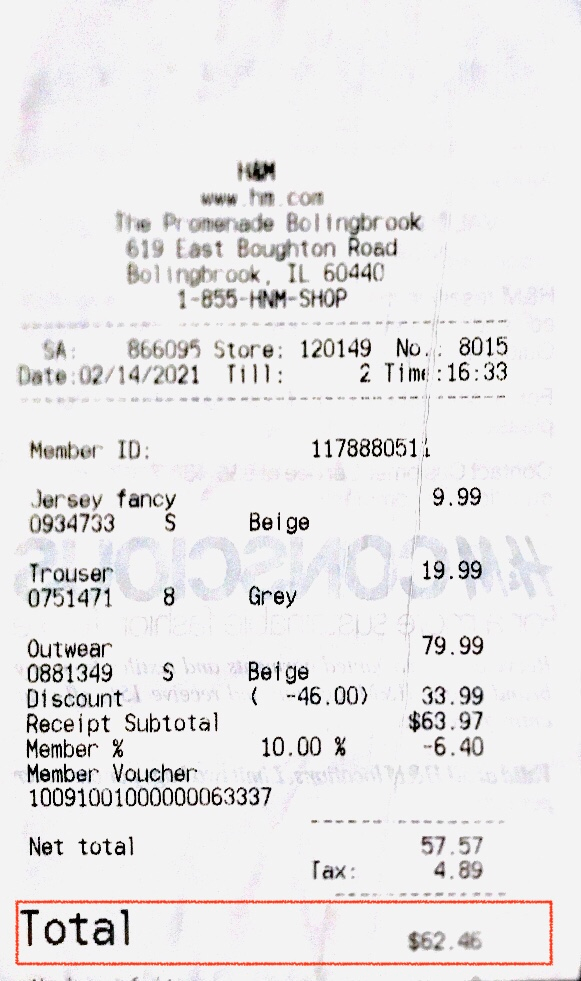 H&M
www.hm.com
The Promenade Bolingbrook
619 East Boughton Road
Bolingbrook, IL 60440
1-855-HNM-SHOP
SA: 866095 Store: 120149 No.: 8015
Date:02/14/2021 Till: 2 Time:16:33
Member ID: 1178880511
Jersey fancy 9.99
0934733 S Beige
Trouser 19.99
0751471 8 Grey
Outwear 79.99
0881349 S Beige
Discount ( -46.00) 33.99
Receipt Subtotal $63.97
Member % 10.00 % -6.40
Member Voucher
10091001000000063337
Net total 57.57
Tax: 4.89
Total $62.46